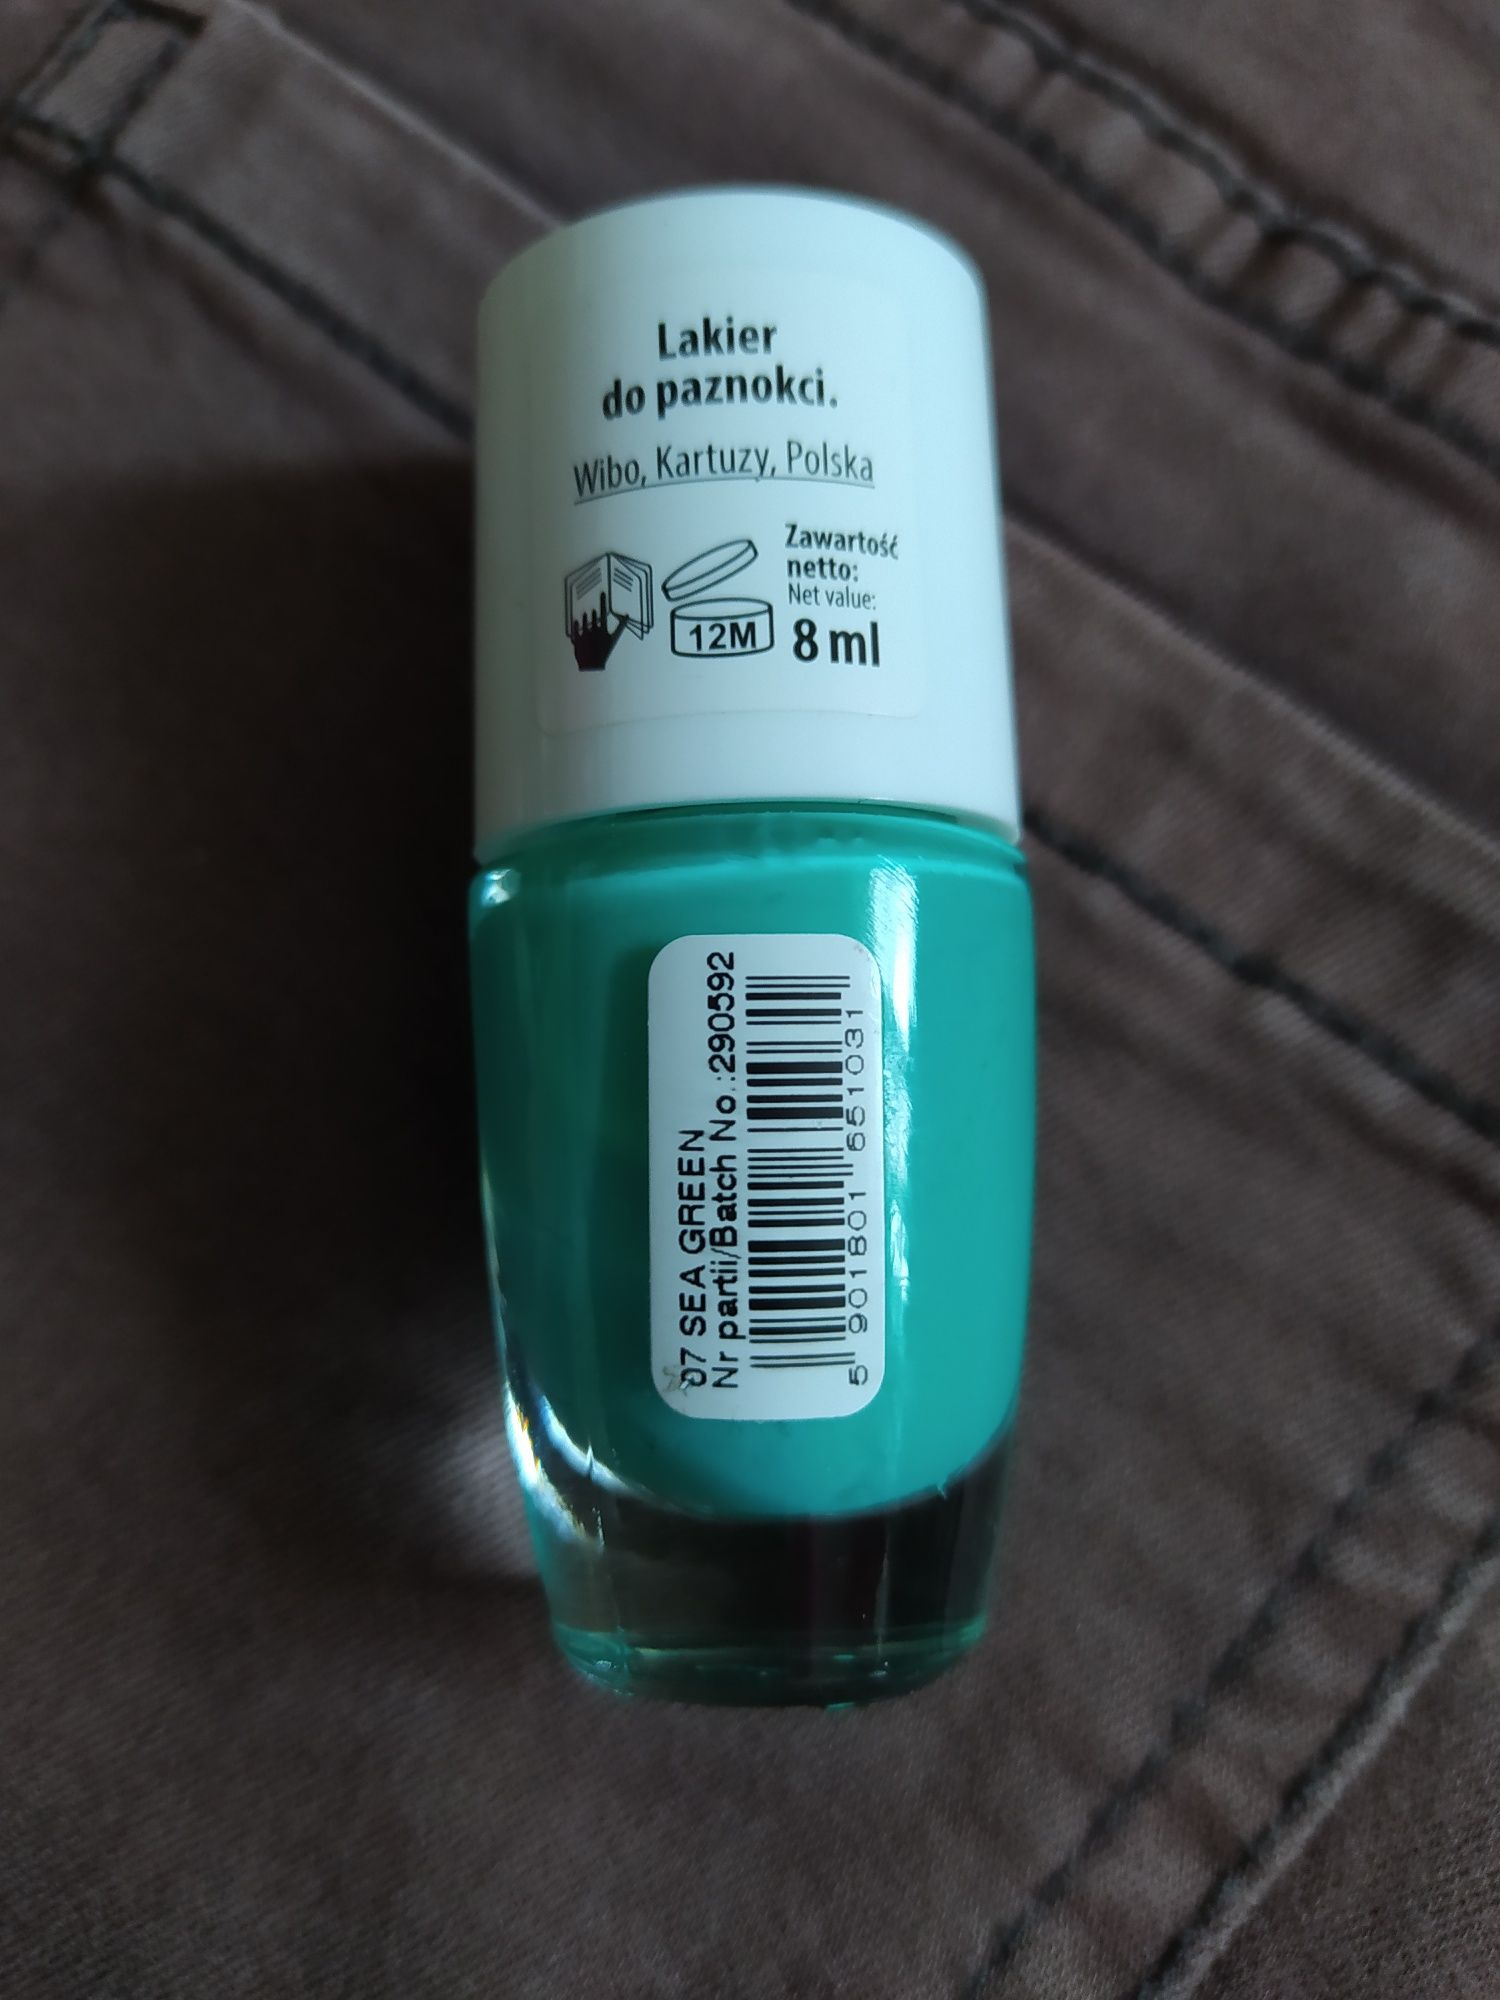 Lakier
do paznokci.
Wibo, Kartuzy, Polska
12M
Zawartość
netto:
Net value:
8 ml
07 SEA GREEN
Nr partii/Batch No.:290592
5 901801 651031